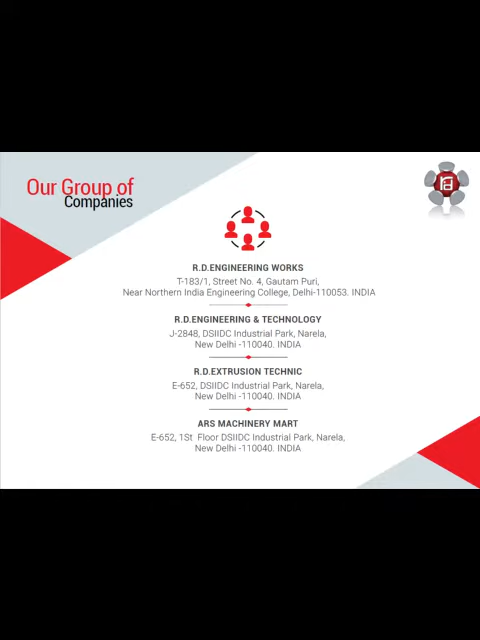 Our Group of
Companies
R.D.ENGINEERING WORKS
T-183/1, Street No. 4, Gautam Puri,
Near Northern India Engineering College, Delhi-110053. INDIA
R.D.ENGINEERING & TECHNOLOGY
J-2848, DSIIDC Industrial Park, Narela,
New Delhi -110040. INDIA
R.D.EXTRUSION TECHNIC
E-652, DSIIDC Industrial Park, Narela,
New Delhi -110040. INDIA
ARS MACHINERY MART
E-652, 1St Floor DSIIDC Industrial Park, Narela,
New Delhi -110040. INDIA